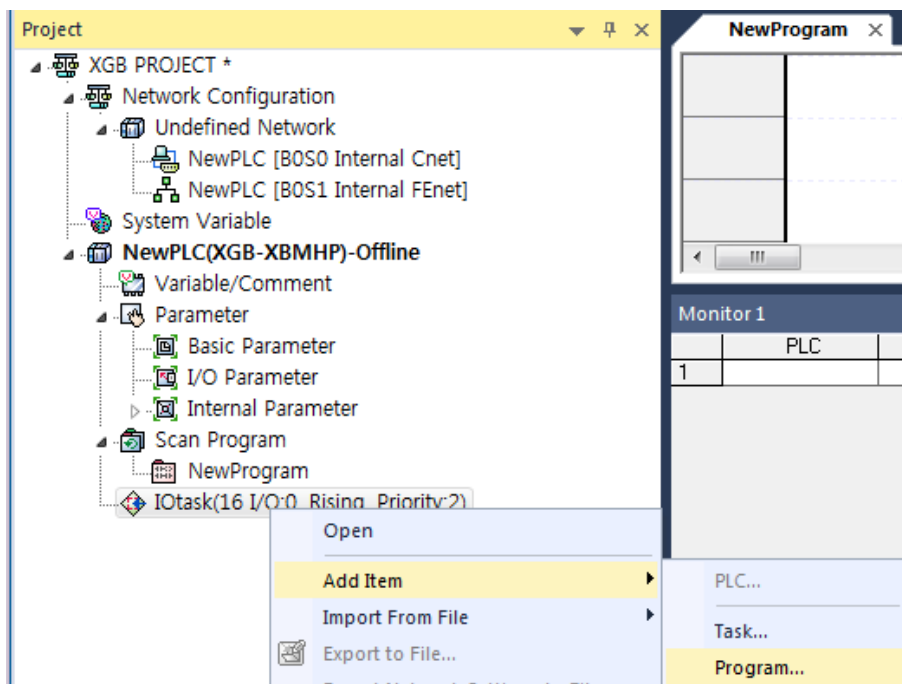 Project
XGB PROJECT *
Network Configuration
Undefined Network
NewPLC [B0S0 Internal Cnet]
NewPLC [B0S1 Internal FEnet]
System Variable
NewPLC(XGB-XBMHP)-Offline
Variable/Comment
Parameter
Basic Parameter
I/O Parameter
Internal Parameter
Scan Program
NewProgram
IOtask(16 I/O:0, Rising, Priority:2)
Open
Add Item
Import From File
Export to File...
NewProgram
Monitor 1
PLC
1
PLC...
Task...
Program...